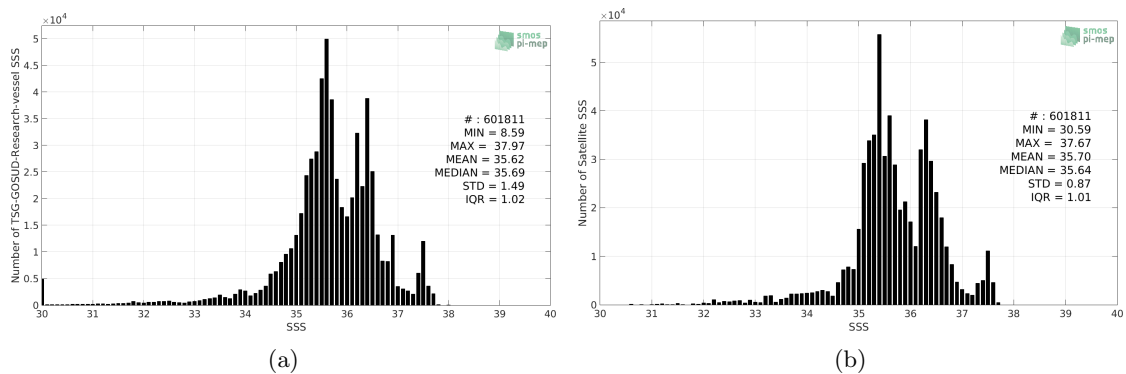 ×10⁴
5
4.5
4
3.5
3
2.5
2
1.5
1
0.5
0
Number of TSG-GOSUD-Research-vessel SSS
30 31 32 33 34 35 36 37 38 39 40
SSS
smos
pi-mep
# : 601811
MIN = 8.59
MAX = 37.97
MEAN = 35.62
MEDIAN = 35.69
STD = 1.49
IQR = 1.02
(a)
×10⁴
5
4
3
2
1
0
Number of Satellite SSS
30 31 32 33 34 35 36 37 38 39 40
SSS
smos
pi-mep
# : 601811
MIN = 30.59
MAX = 37.67
MEAN = 35.70
MEDIAN = 35.64
STD = 0.87
IQR = 1.01
(b)